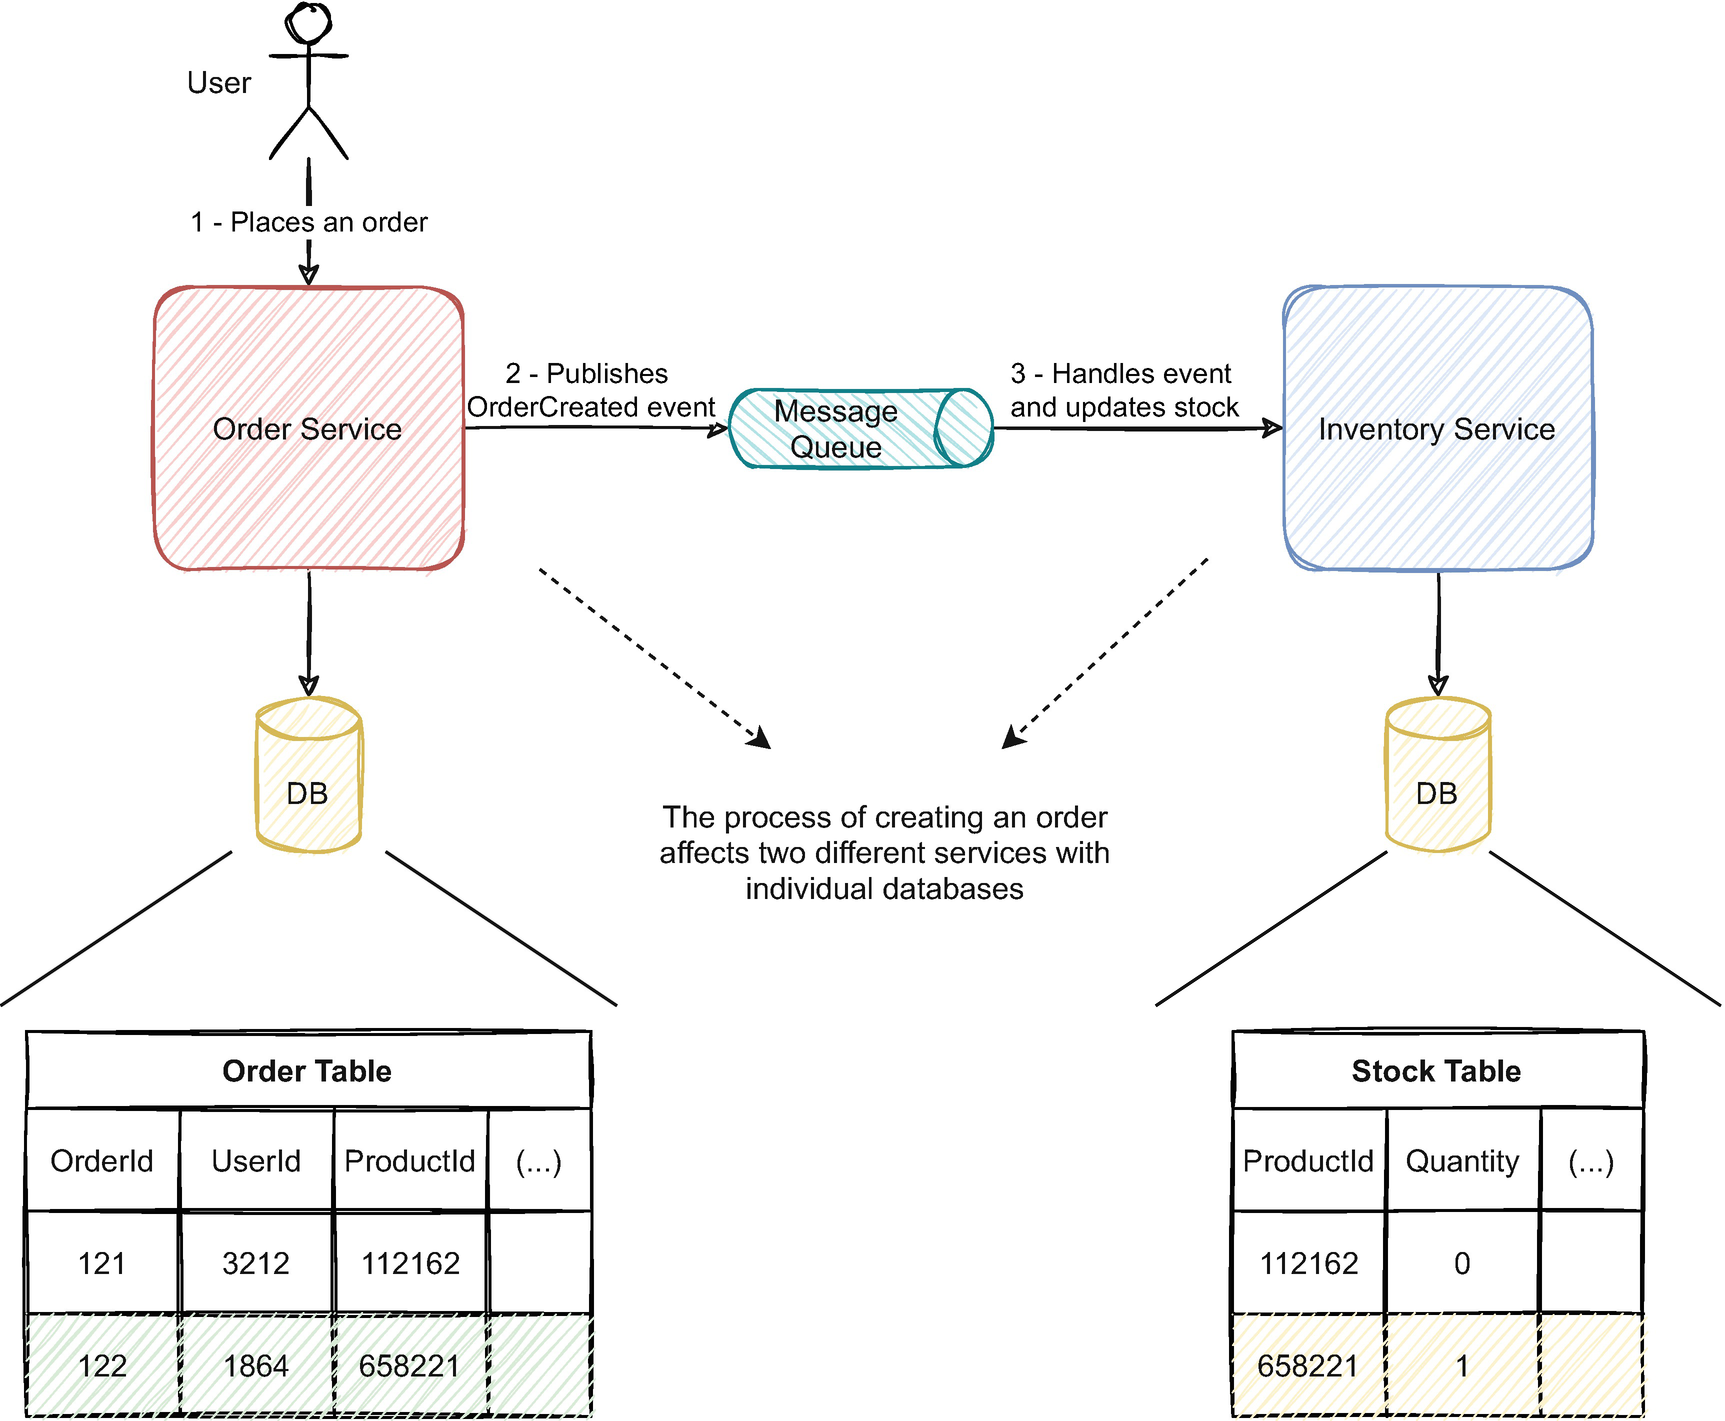 User
1 - Places an order
2 - Publishes
OrderCreated event
3 - Handles event
and updates stock
Order Service
Message
Queue
Inventory Service
DB
DB
The process of creating an order
affects two different services with
individual databases
Order Table
OrderId UserId ProductId (...)
121 3212 112162
122 1864 658221
Stock Table
ProductId Quantity (...)
112162 0
658221 1